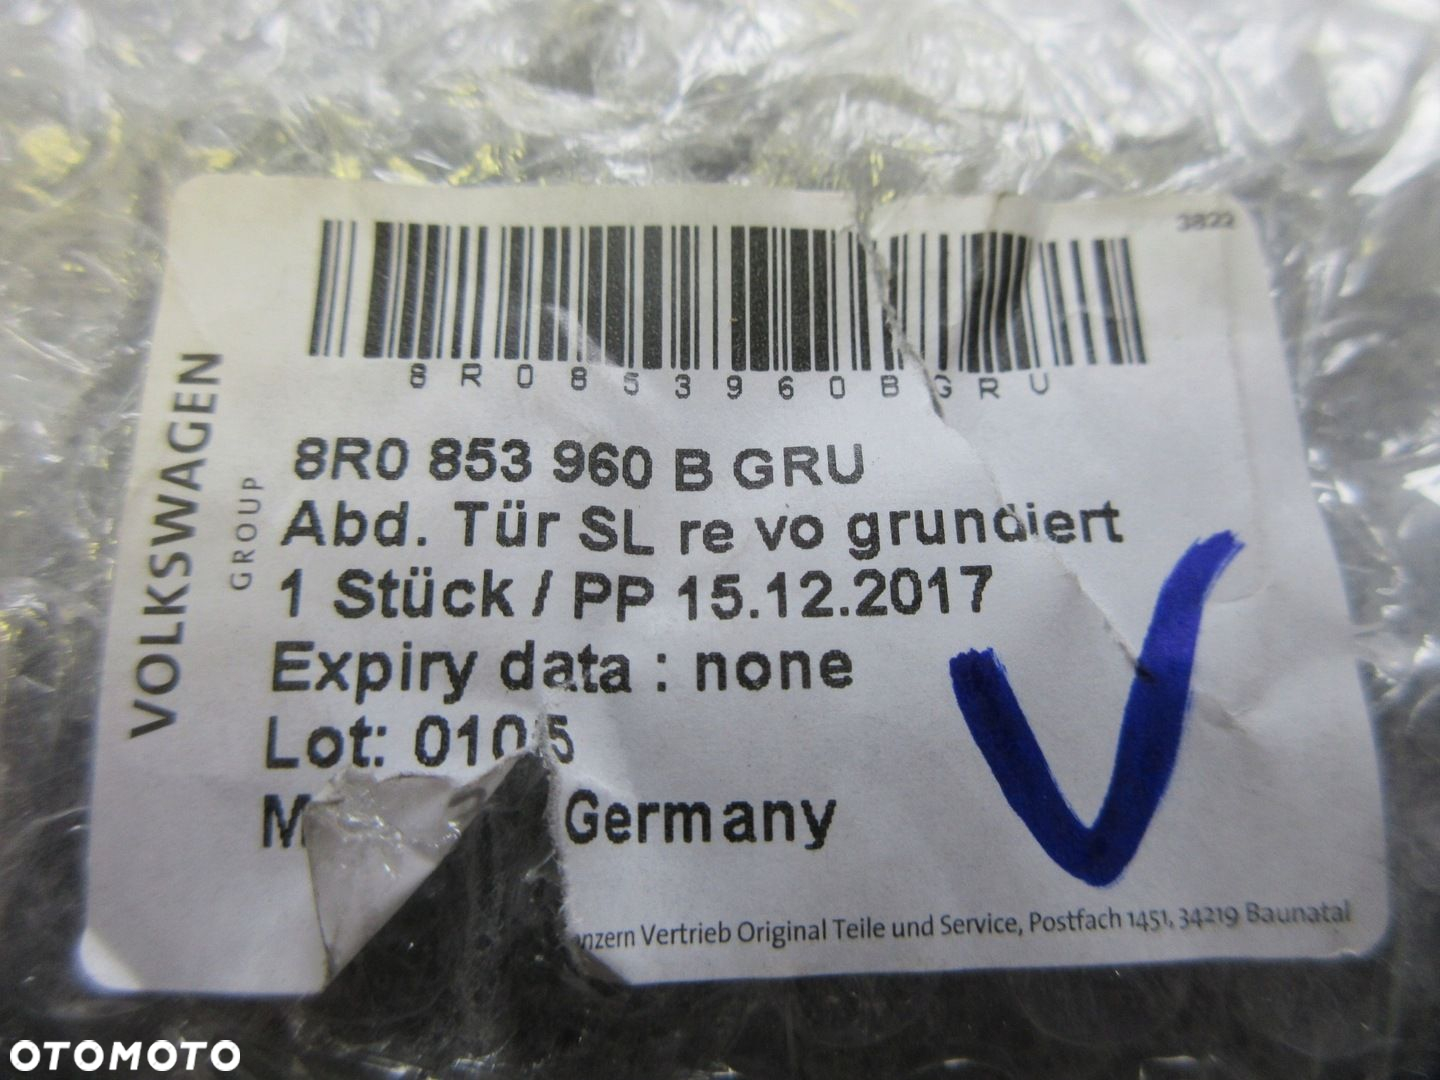 3822
8R0853960BGRU
VOLKSWAGEN
GROUP
8R0 853 960 B GRU
Abd. Tür SL re vo grundiert
1 Stück / PP 15.12.2017
Expiry data : none
Lot: 0105
Germany
Vertrieb Original Teile und Service, Postfach 1451, 34219 Baunatal
OTOMOTO